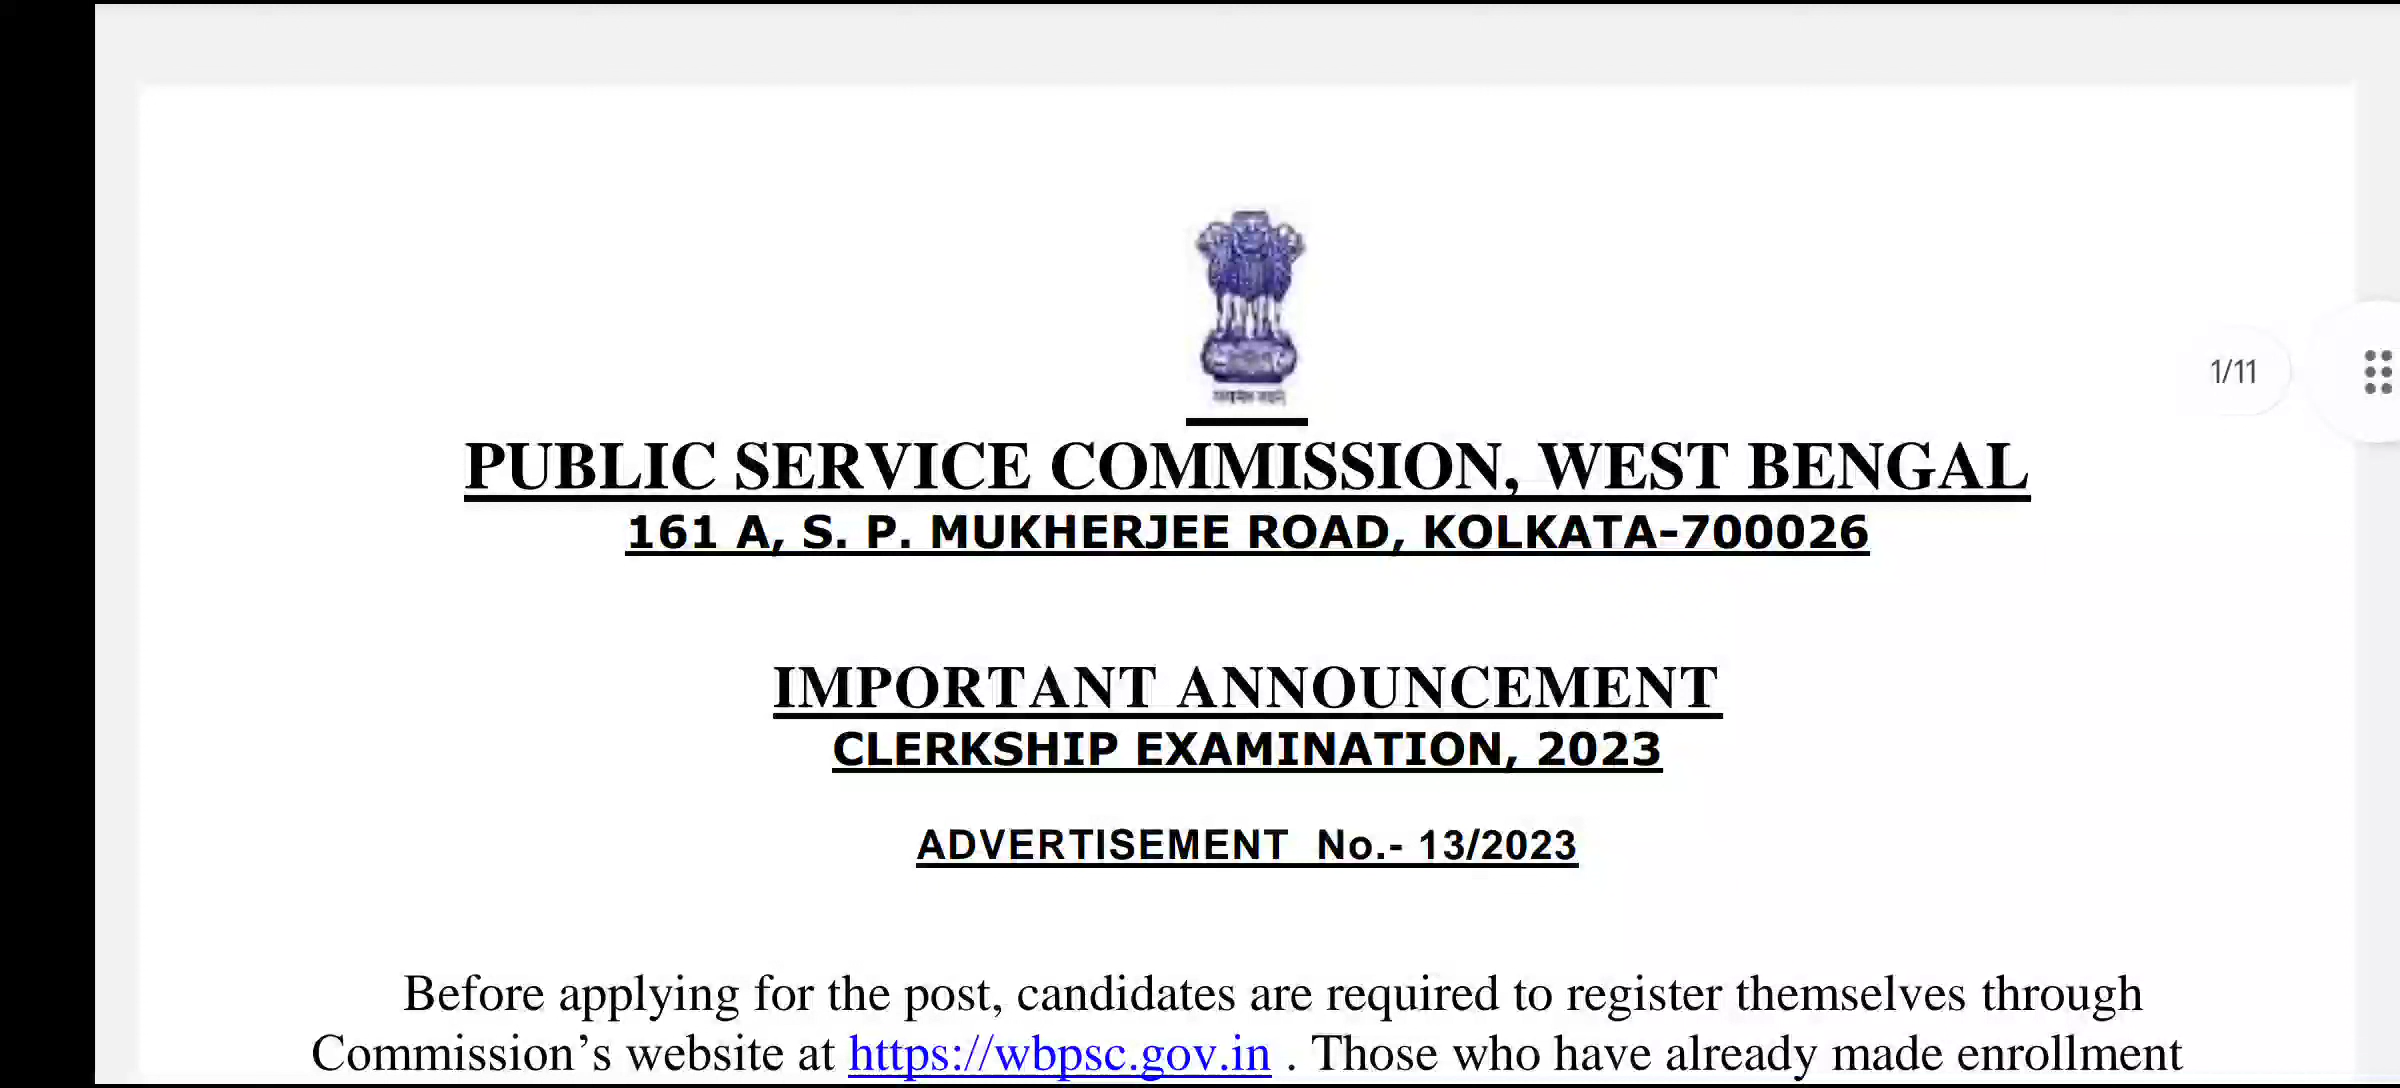 PUBLIC SERVICE COMMISSION, WEST BENGAL
161 A, S. P. MUKHERJEE ROAD, KOLKATA-700026
1/11
IMPORTANT ANNOUNCEMENT
CLERKSHIP EXAMINATION, 2023
ADVERTISEMENT No.- 13/2023
Before applying for the post, candidates are required to register themselves through
Commission’s website at https://wbpsc.gov.in . Those who have already made enrollment